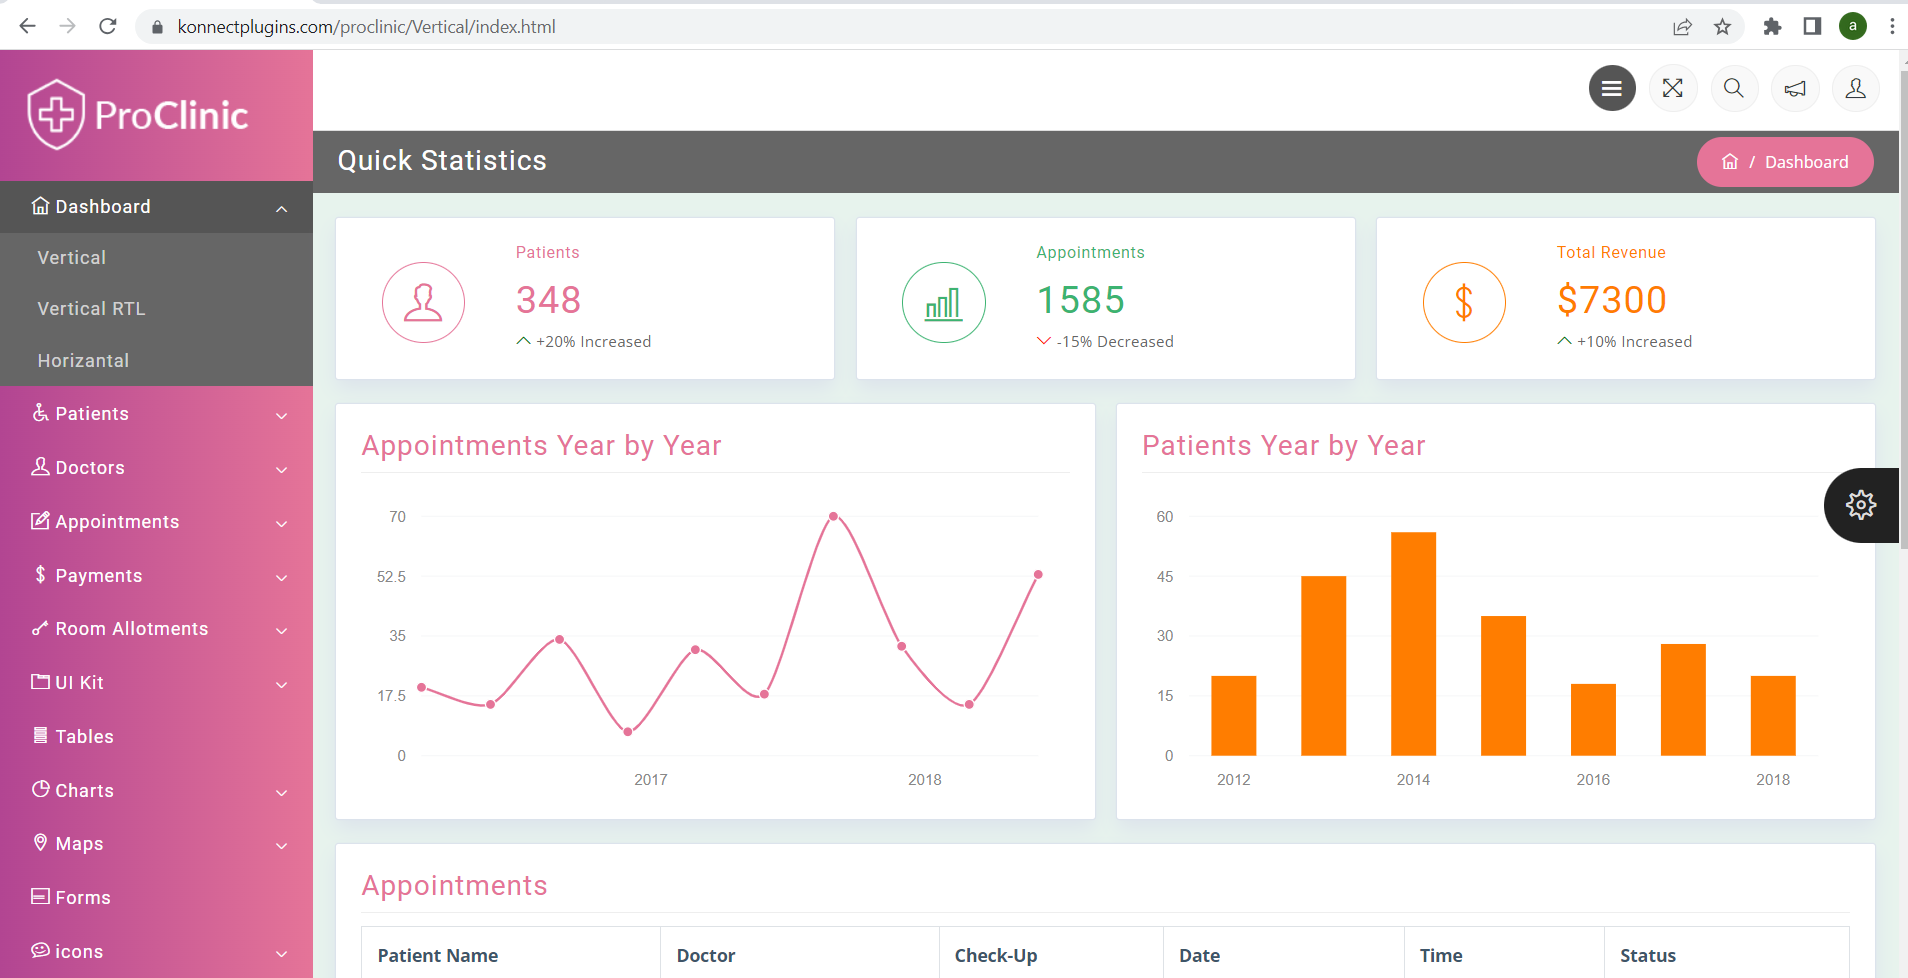 konnectplugins.com/proclinic/Vertical/index.html
a
ProClinic
Quick Statistics
/ Dashboard
Dashboard
Vertical
Vertical RTL
Horizantal
Patients
Doctors
Appointments
Payments
Room Allotments
UI Kit
Tables
Charts
Maps
Forms
icons
Patients
348
+20% Increased
Appointments
1585
-15% Decreased
Total Revenue
$7300
+10% Increased
Appointments Year by Year
70
52.5
35
17.5
0
2017 2018
Patients Year by Year
60
45
30
15
0
2012 2014 2016 2018
Appointments
Patient Name Doctor Check-Up Date Time Status